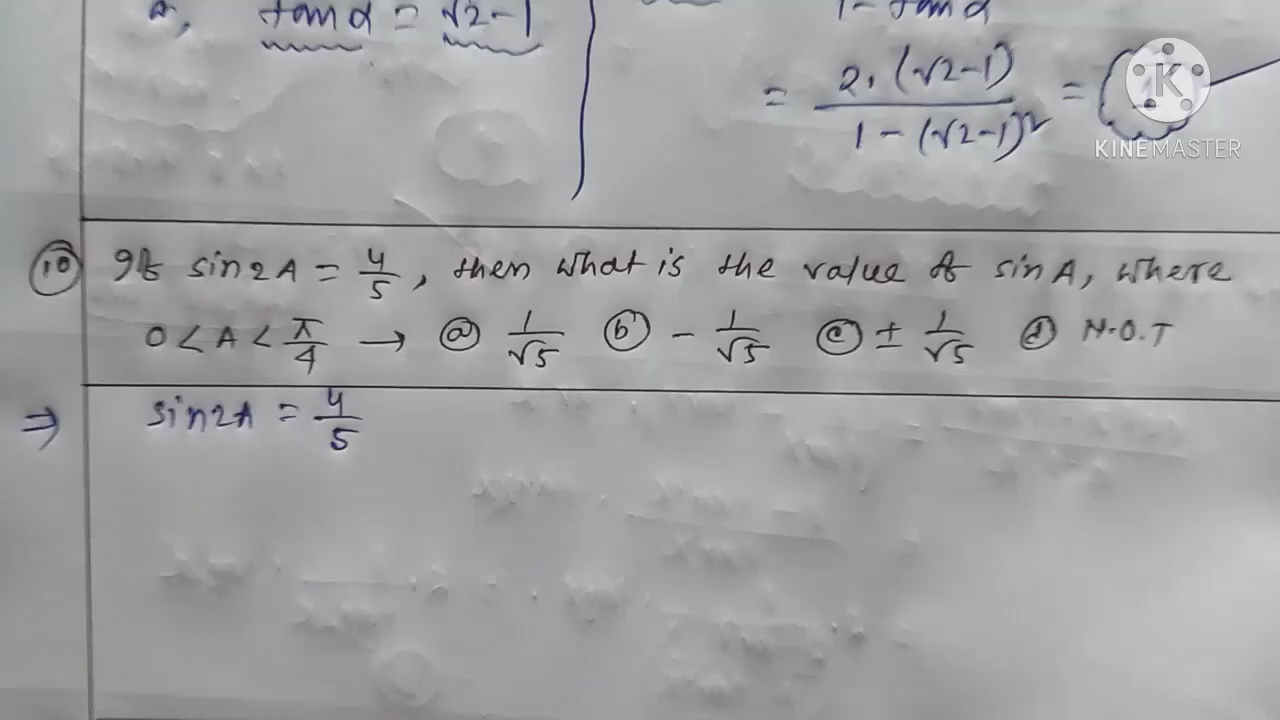 a, tan α = √2-1
1 - tan α
= 2.(√2-1) / 1-(√2-1)² = 1.
KINEMASTER
10 If sin2A = 4/5, then what is the value of sinA, where
0 < A < π/4 → (a) 1/√5 (b) - 1/√5 (c) ± 1/√5 (d) N.O.T
⇒ sin2A = 4/5